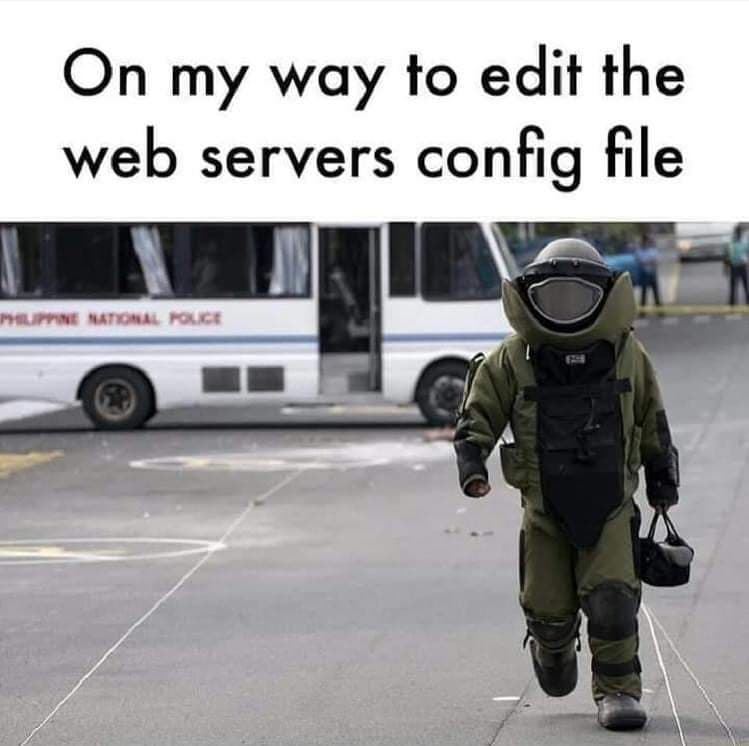 On my way to edit the
web servers config file
PHILIPPINE NATIONAL POLICE